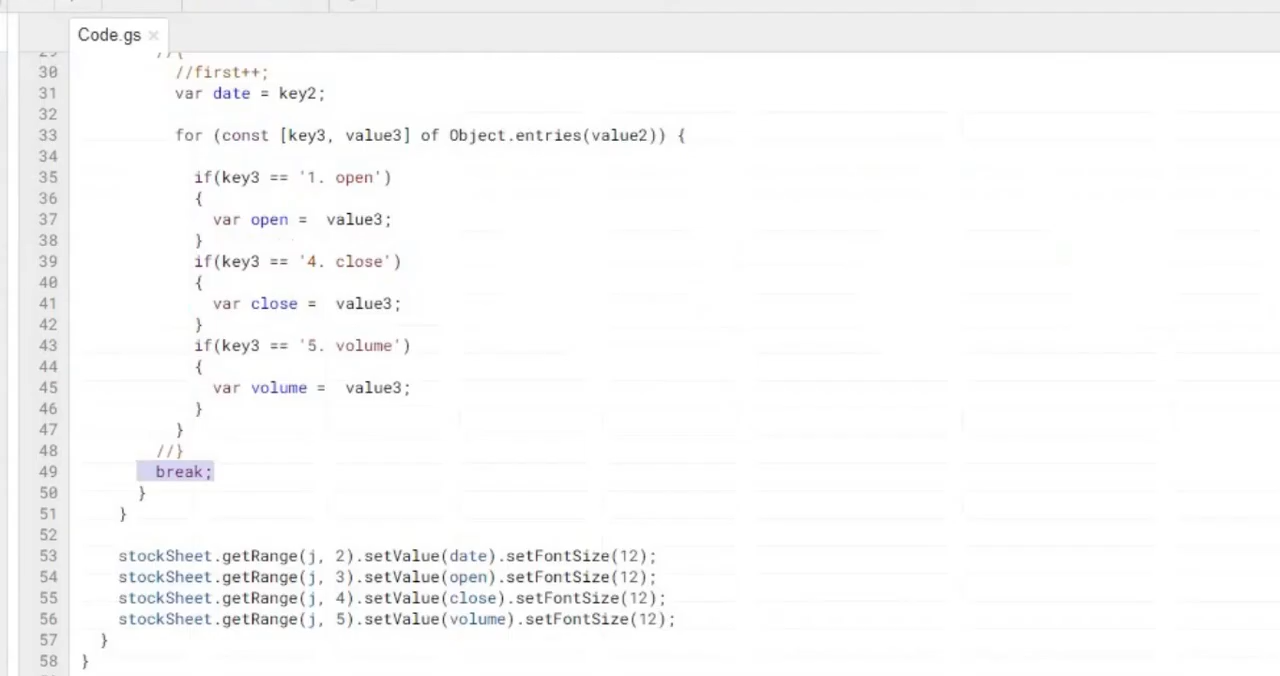 Code.gs ×
29 //{
30 //first++;
31 var date = key2;
32
33 for (const [key3, value3] of Object.entries(value2)) {
34
35 if(key3 == '1. open')
36 {
37 var open =  value3;
38 }
39 if(key3 == '4. close')
40 {
41 var close =  value3;
42 }
43 if(key3 == '5. volume')
44 {
45 var volume =  value3;
46 }
47 }
48 //}
49 break;
50 }
51 }
52
53 stockSheet.getRange(j, 2).setValue(date).setFontSize(12);
54 stockSheet.getRange(j, 3).setValue(open).setFontSize(12);
55 stockSheet.getRange(j, 4).setValue(close).setFontSize(12);
56 stockSheet.getRange(j, 5).setValue(volume).setFontSize(12);
57 }
58 }